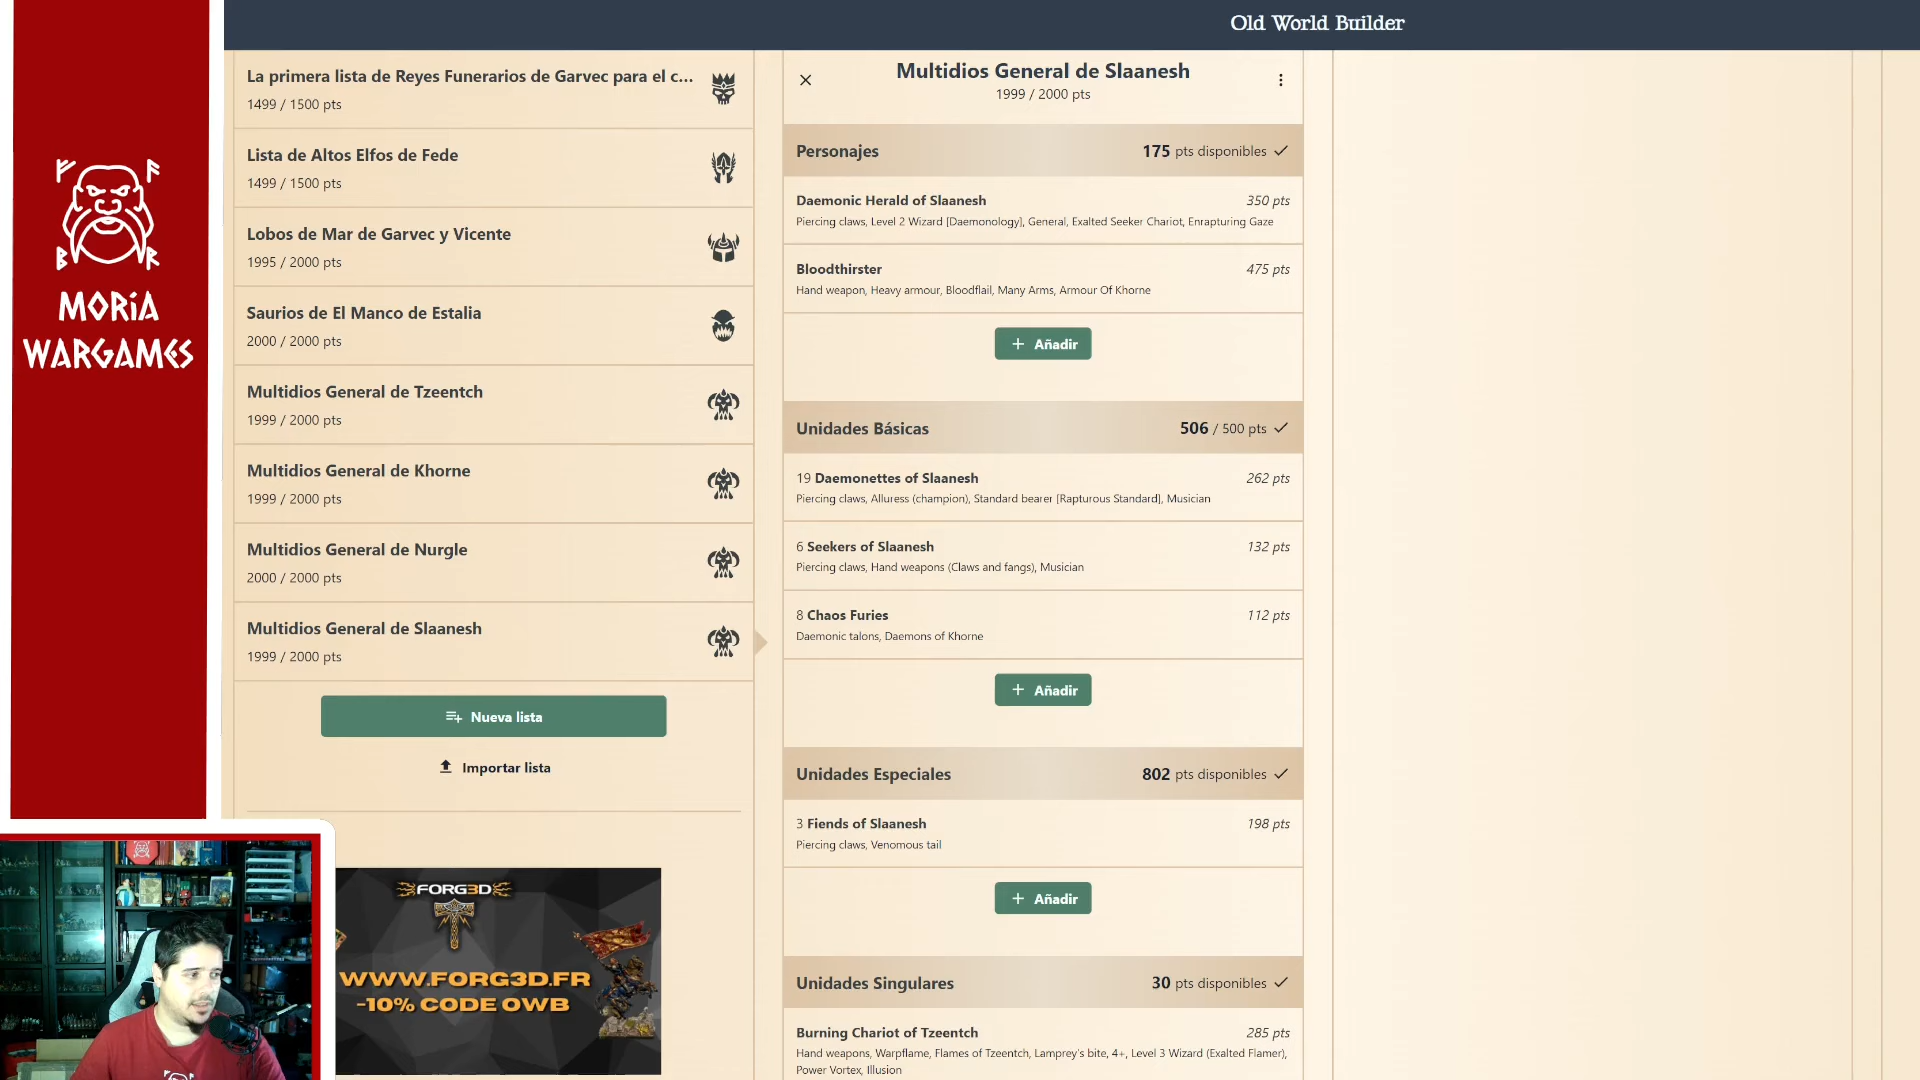 Old World Builder
MORiA
WARGAMES
La primera lista de Reyes Funerarios de Garvec para el c...
1499 / 1500 pts
Lista de Altos Elfos de Fede
1499 / 1500 pts
Lobos de Mar de Garvec y Vicente
1995 / 2000 pts
Saurios de El Manco de Estalia
2000 / 2000 pts
Multidios General de Tzeentch
1999 / 2000 pts
Multidios General de Khorne
1999 / 2000 pts
Multidios General de Nurgle
2000 / 2000 pts
Multidios General de Slaanesh
1999 / 2000 pts
Nueva lista
Importar lista
FORG3D
WWW.FORG3D.FR
-10% CODE OWB
Multidios General de Slaanesh
1999 / 2000 pts
Personajes 175 pts disponibles
Daemonic Herald of Slaanesh 350 pts
Piercing claws, Level 2 Wizard [Daemonology], General, Exalted Seeker Chariot, Enrapturing Gaze
Bloodthirster 475 pts
Hand weapon, Heavy armour, Bloodflail, Many Arms, Armour Of Khorne
+ Añadir
Unidades Básicas 506 / 500 pts
19 Daemonettes of Slaanesh 262 pts
Piercing claws, Alluress (champion), Standard bearer [Rapturous Standard], Musician
6 Seekers of Slaanesh 132 pts
Piercing claws, Hand weapons (Claws and fangs), Musician
8 Chaos Furies 112 pts
Daemonic talons, Daemons of Khorne
+ Añadir
Unidades Especiales 802 pts disponibles
3 Fiends of Slaanesh 198 pts
Piercing claws, Venomous tail
+ Añadir
Unidades Singulares 30 pts disponibles
Burning Chariot of Tzeentch 285 pts
Hand weapons, Warpflame, Flames of Tzeentch, Lamprey's bite, 4+, Level 3 Wizard (Exalted Flamer),
Power Vortex, Illusion